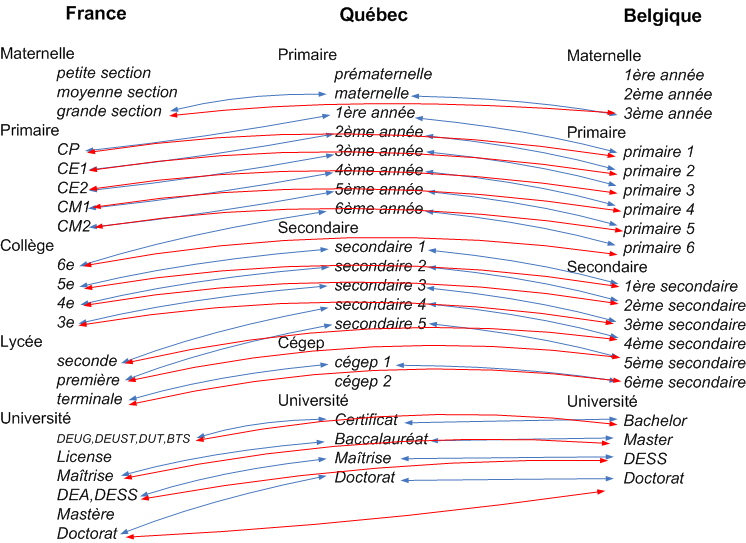 France
Québec
Belgique
Maternelle
petite section
moyenne section
grande section
Primaire
CP
CE1
CE2
CM1
CM2
Collège
6e
5e
4e
3e
Lycée
seconde
première
terminale
Université
DEUG,DEUST,DUT,BTS
License
Maîtrise
DEA,DESS
Mastère
Doctorat
Primaire
prématernelle
maternelle
1ère année
2ème année
3ème année
4ème année
5ème année
6ème année
Secondaire
secondaire 1
secondaire 2
secondaire 3
secondaire 4
secondaire 5
Cégep
cégep 1
cégep 2
Université
Certificat
Baccalauréat
Maîtrise
Doctorat
Maternelle
1ère année
2ème année
3ème année
Primaire
primaire 1
primaire 2
primaire 3
primaire 4
primaire 5
primaire 6
Secondaire
1ère secondaire
2ème secondaire
3ème secondaire
4ème secondaire
5ème secondaire
6ème secondaire
Université
Bachelor
Master
DESS
Doctorat